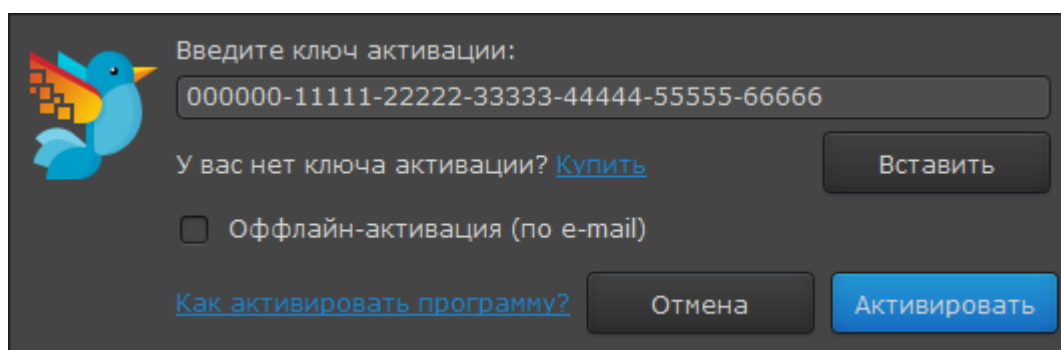 Введите ключ активации:
000000-11111-22222-33333-44444-55555-66666
У вас нет ключа активации? Купить
Вставить
Оффлайн-активация (по e-mail)
Как активировать программу?
Отмена
Активировать